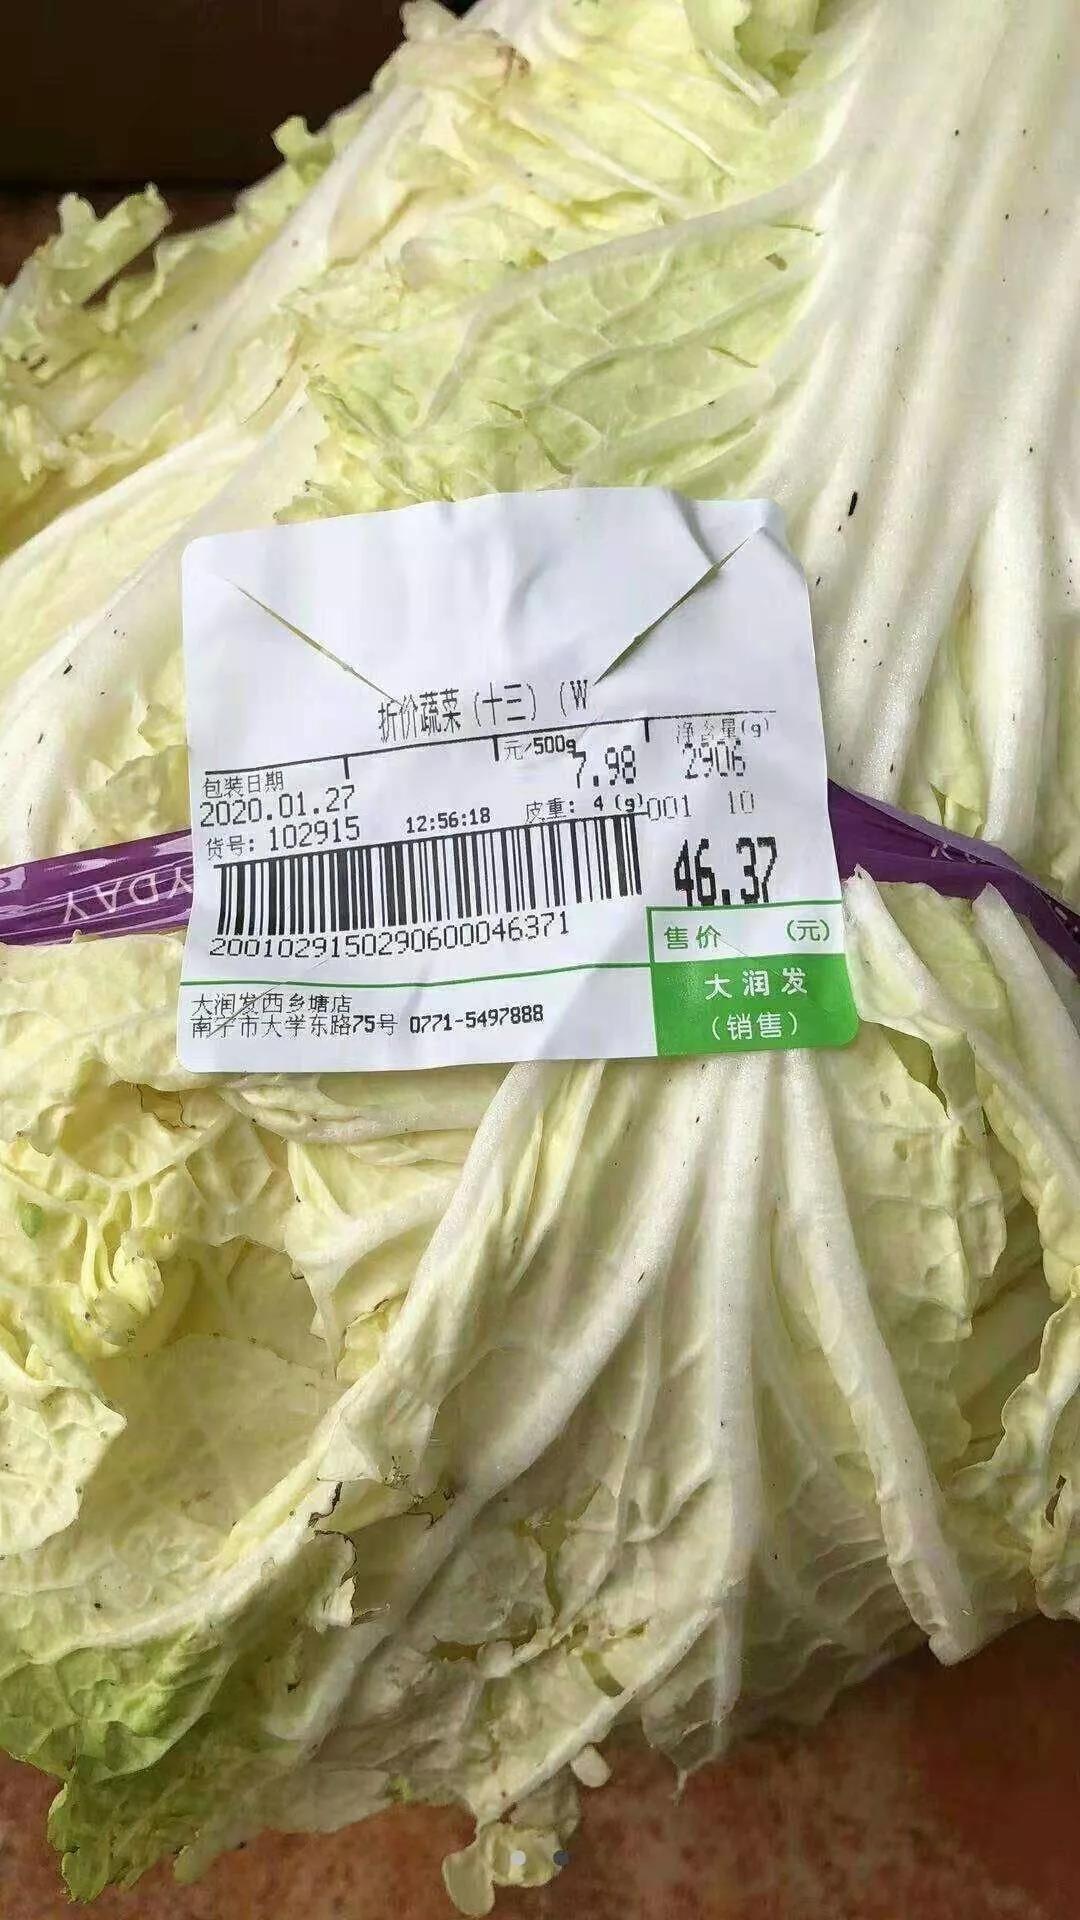 折价蔬菜(十三) (W
元/500g 净含量(g)
包装日期 7.98 2906
2020.01.27 12:56:18 皮重: 4 (g) 001 10
货号: 102915
46.37
2001029150290600046371
售价 (元)
大润发西乡塘店 大润发
南宁市大学东路75号 0771-5497888 (销售)
YDAY